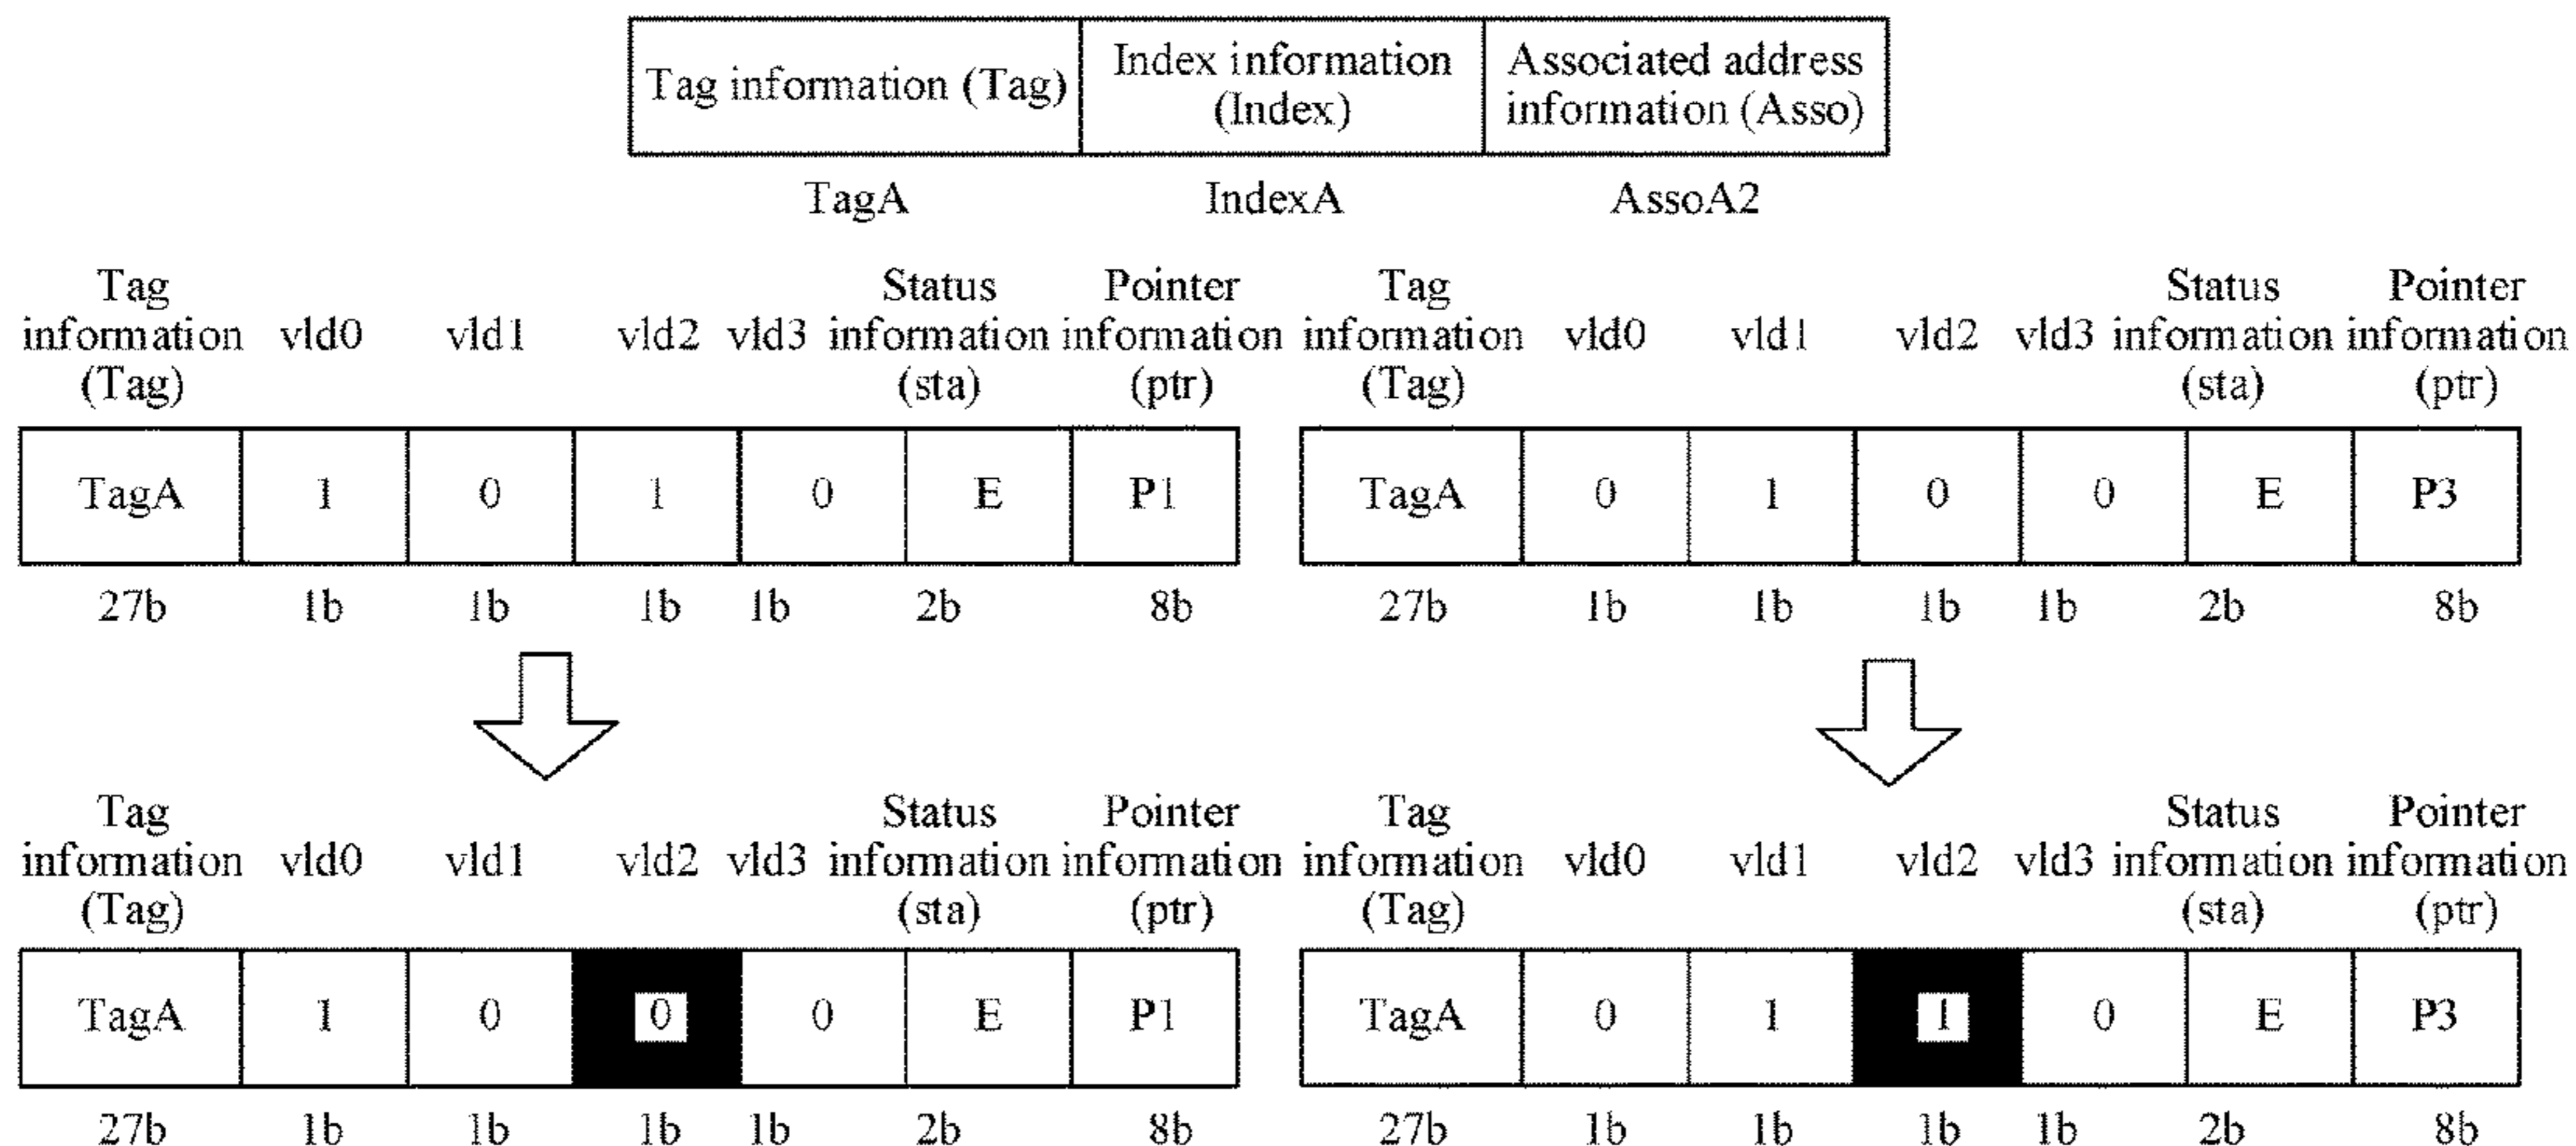 Tag information (Tag) Index information (Index) Associated address information (Asso)
TagA IndexA AssoA2
Tag information (Tag) vld0 vld1 vld2 vld3 Status information (sta) Pointer information (ptr) Tag information (Tag) vld0 vld1 vld2 vld3 Status information (sta) Pointer information (ptr)
TagA 1 0 1 0 E P1 TagA 0 1 0 0 E P3
27b 1b 1b 1b 1b 2b 8b 27b 1b 1b 1b 1b 2b 8b
Tag information (Tag) vld0 vld1 vld2 vld3 Status information (sta) Pointer information (ptr) Tag information (Tag) vld0 vld1 vld2 vld3 Status information (sta) Pointer information (ptr)
TagA 1 0 0 0 E P1 TagA 0 1 1 0 E P3
27b 1b 1b 1b 1b 2b 8b 27b 1b 1b 1b 1b 2b 8b